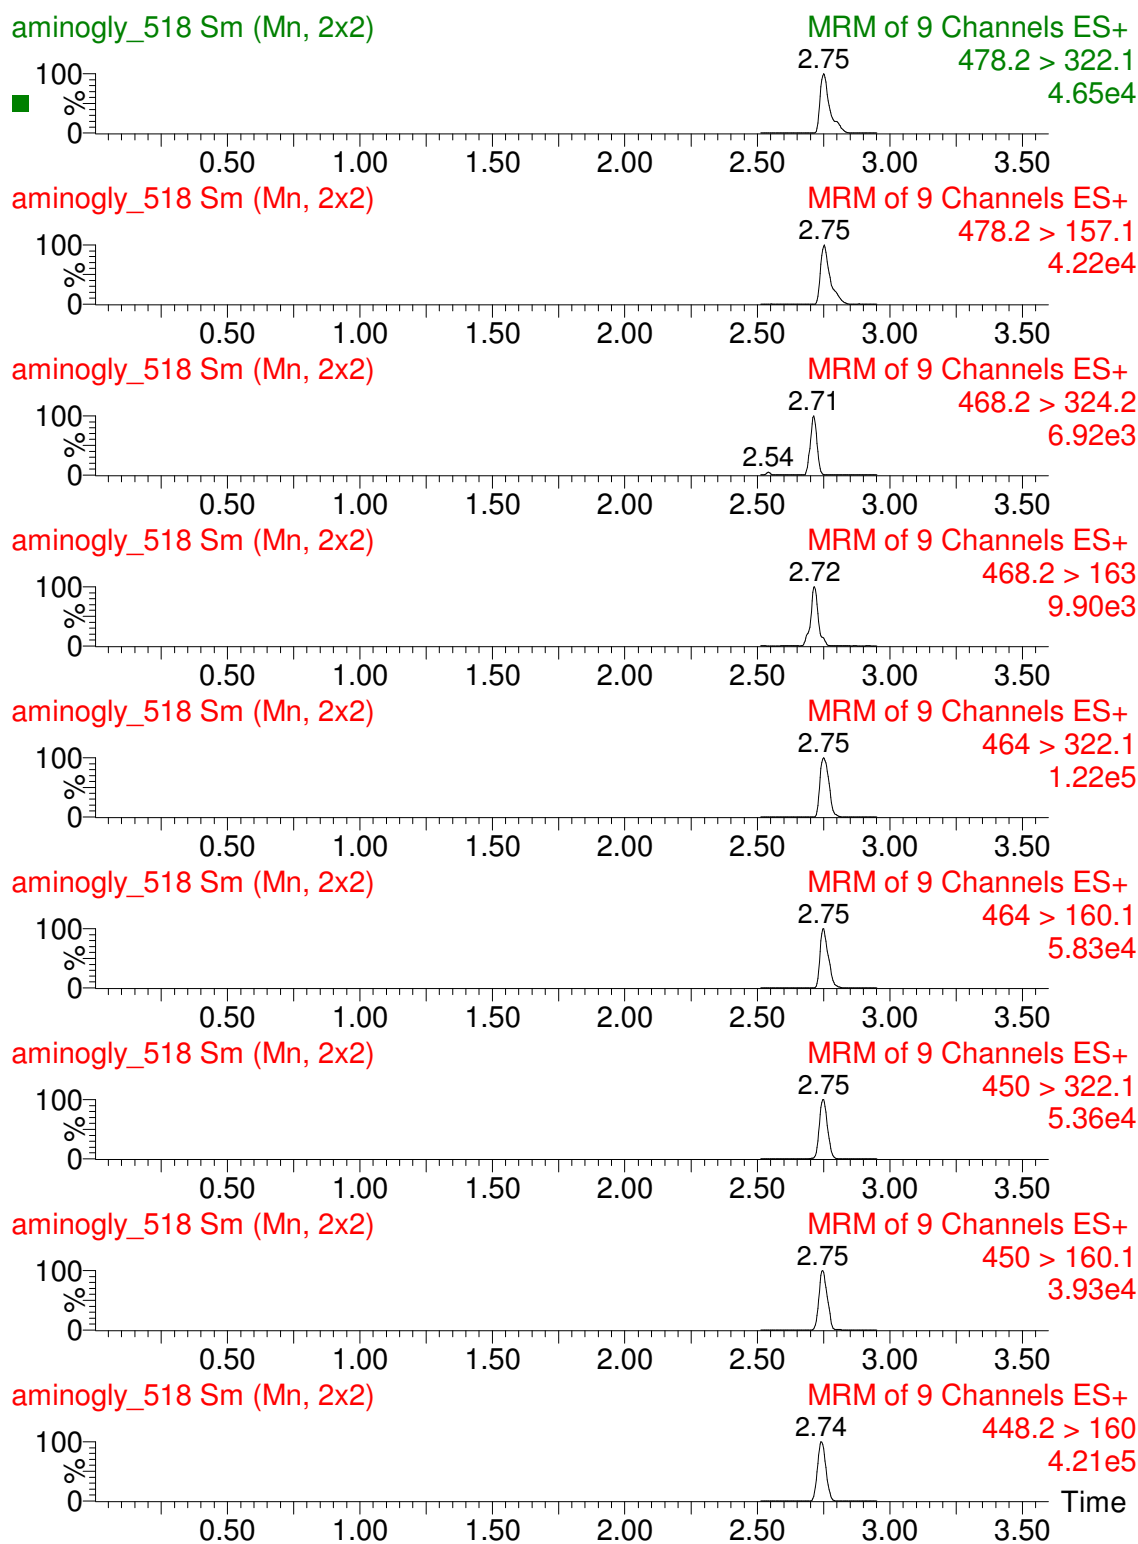 aminogly_518 Sm (Mn, 2x2) MRM of 9 Channels ES+
2.75 478.2 > 322.1
100 4.65e4
%
0
0.50 1.00 1.50 2.00 2.50 3.00 3.50
aminogly_518 Sm (Mn, 2x2) MRM of 9 Channels ES+
2.75 478.2 > 157.1
100 4.22e4
%
0
0.50 1.00 1.50 2.00 2.50 3.00 3.50
aminogly_518 Sm (Mn, 2x2) MRM of 9 Channels ES+
2.71 468.2 > 324.2
100 6.92e3
% 2.54
0
0.50 1.00 1.50 2.00 2.50 3.00 3.50
aminogly_518 Sm (Mn, 2x2) MRM of 9 Channels ES+
2.72 468.2 > 163
100 9.90e3
%
0
0.50 1.00 1.50 2.00 2.50 3.00 3.50
aminogly_518 Sm (Mn, 2x2) MRM of 9 Channels ES+
2.75 464 > 322.1
100 1.22e5
%
0
0.50 1.00 1.50 2.00 2.50 3.00 3.50
aminogly_518 Sm (Mn, 2x2) MRM of 9 Channels ES+
2.75 464 > 160.1
100 5.83e4
%
0
0.50 1.00 1.50 2.00 2.50 3.00 3.50
aminogly_518 Sm (Mn, 2x2) MRM of 9 Channels ES+
2.75 450 > 322.1
100 5.36e4
%
0
0.50 1.00 1.50 2.00 2.50 3.00 3.50
aminogly_518 Sm (Mn, 2x2) MRM of 9 Channels ES+
2.75 450 > 160.1
100 3.93e4
%
0
0.50 1.00 1.50 2.00 2.50 3.00 3.50
aminogly_518 Sm (Mn, 2x2) MRM of 9 Channels ES+
2.74 448.2 > 160
100 4.21e5
%
0 Time
0.50 1.00 1.50 2.00 2.50 3.00 3.50